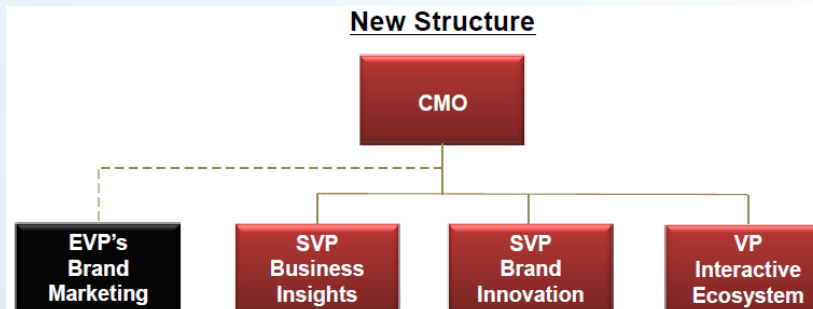 New Structure
CMO
EVP's
Brand
Marketing
SVP
Business
Insights
SVP
Brand
Innovation
VP
Interactive
Ecosystem